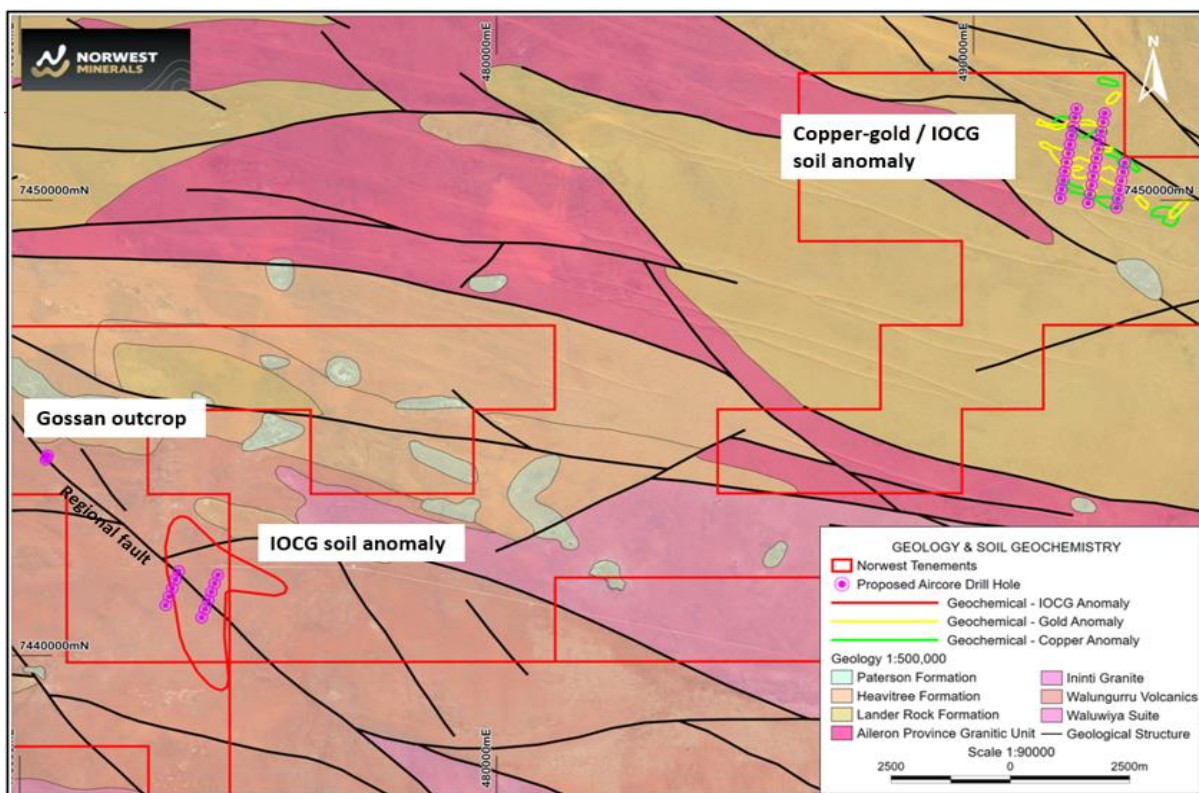 NORWEST
MINERALS
480000mE
490000mE
N
Copper-gold / IOCG
soil anomaly
7450000mN
7450000mN
Gossan outcrop
Regional fault
IOCG soil anomaly
7440000mN
480000mE
GEOLOGY & SOIL GEOCHEMISTRY
Norwest Tenements
Proposed Aircore Drill Hole
Geochemical - IOCG Anomaly
Geochemical - Gold Anomaly
Geochemical - Copper Anomaly
Geology 1:500,000
Paterson Formation
Heavitree Formation
Lander Rock Formation
Aileron Province Granitic Unit
Ininti Granite
Walungurru Volcanics
Waluwiya Suite
Geological Structure
Scale 1:90000
2500 0 2500m